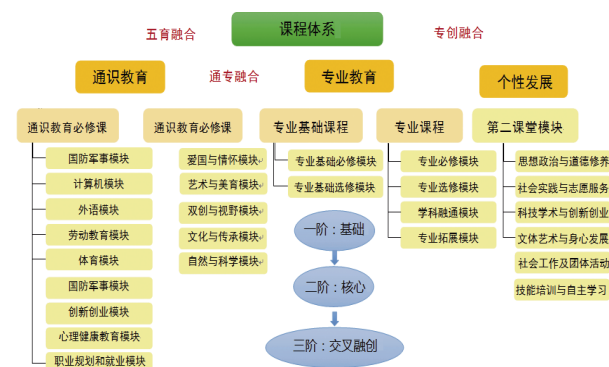 课程体系
五育融合
专创融合
通识教育
通专融合
专业教育
个性发展
通识教育必修课
通识教育必修课
专业基础课程
专业课程
第二课堂模块
国防军事模块
计算机模块
外语模块
劳动教育模块
体育模块
国防军事模块
创新创业模块
心理健康教育模块
职业规划和就业模块
爱国与情怀模块
艺术与美育模块
双创与视野模块
文化与传承模块
自然与科学模块
专业基础必修模块
专业基础选修模块
一阶：基础
二阶：核心
三阶：交叉融创
专业必修模块
专业选修模块
学科融通模块
专业拓展模块
思想政治与道德修养
社会实践与志愿服务
科技学术与创新创业
文体艺术与身心发展
社会工作及团体活动
技能培训与自主学习